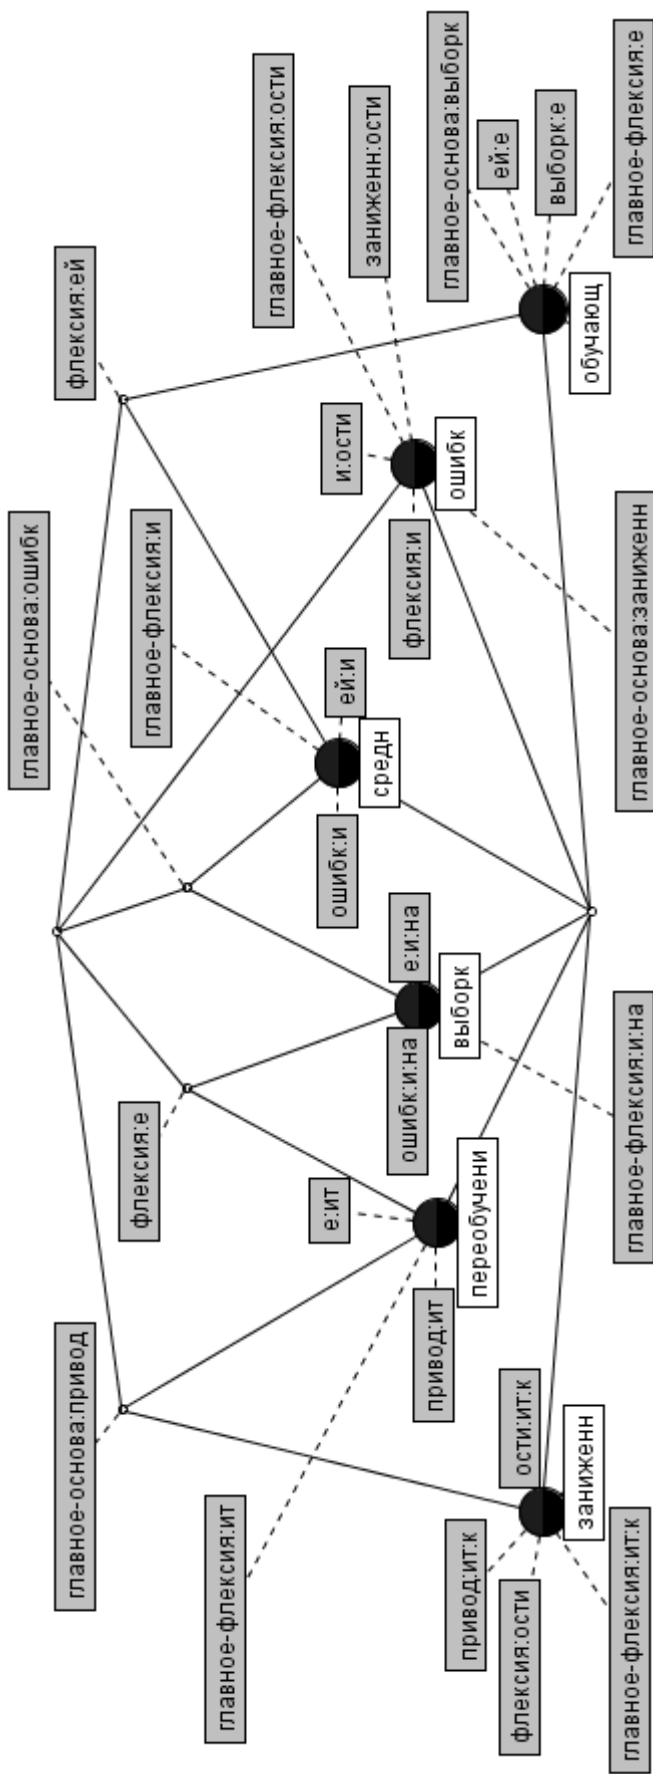 главное-основа:привод
флексия:е
главное-основа:ошибк
главное-флексия:и
флексия:ей
главное-флексия:ости
заниженн:ости
главное-основа:выборк
ей:е
выборк:е
главное-флексия:е
обучающ
и:ости
ошибк
флексия:и
главное-основа:заниженн
ей:и
средн
ошибк:и
е:и:на
выборк
ошибк:и:на
главное-флексия:и:на
е:ит
переобучени
привод:ит
главное-флексия:ит
ости:ит:к
заниженн
привод:ит:к
флексия:ости
главное-флексия:ит:к